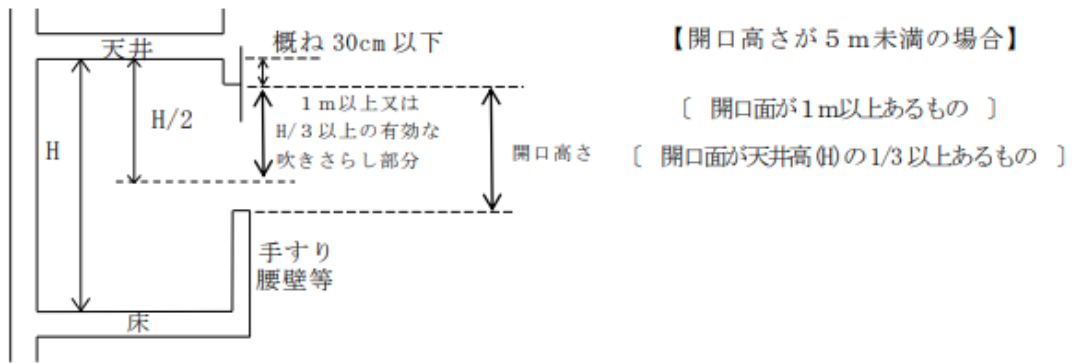 天井
概ね 30cm 以下
【開口高さが５ｍ未満の場合】
H/2
１ｍ以上又は
H/３以上の有効な
吹きさらし部分
H
開口高さ
〔 開口面が１ｍ以上あるもの 〕
〔 開口面が天井高(H)の 1/3 以上あるもの 〕
手すり
腰壁等
床